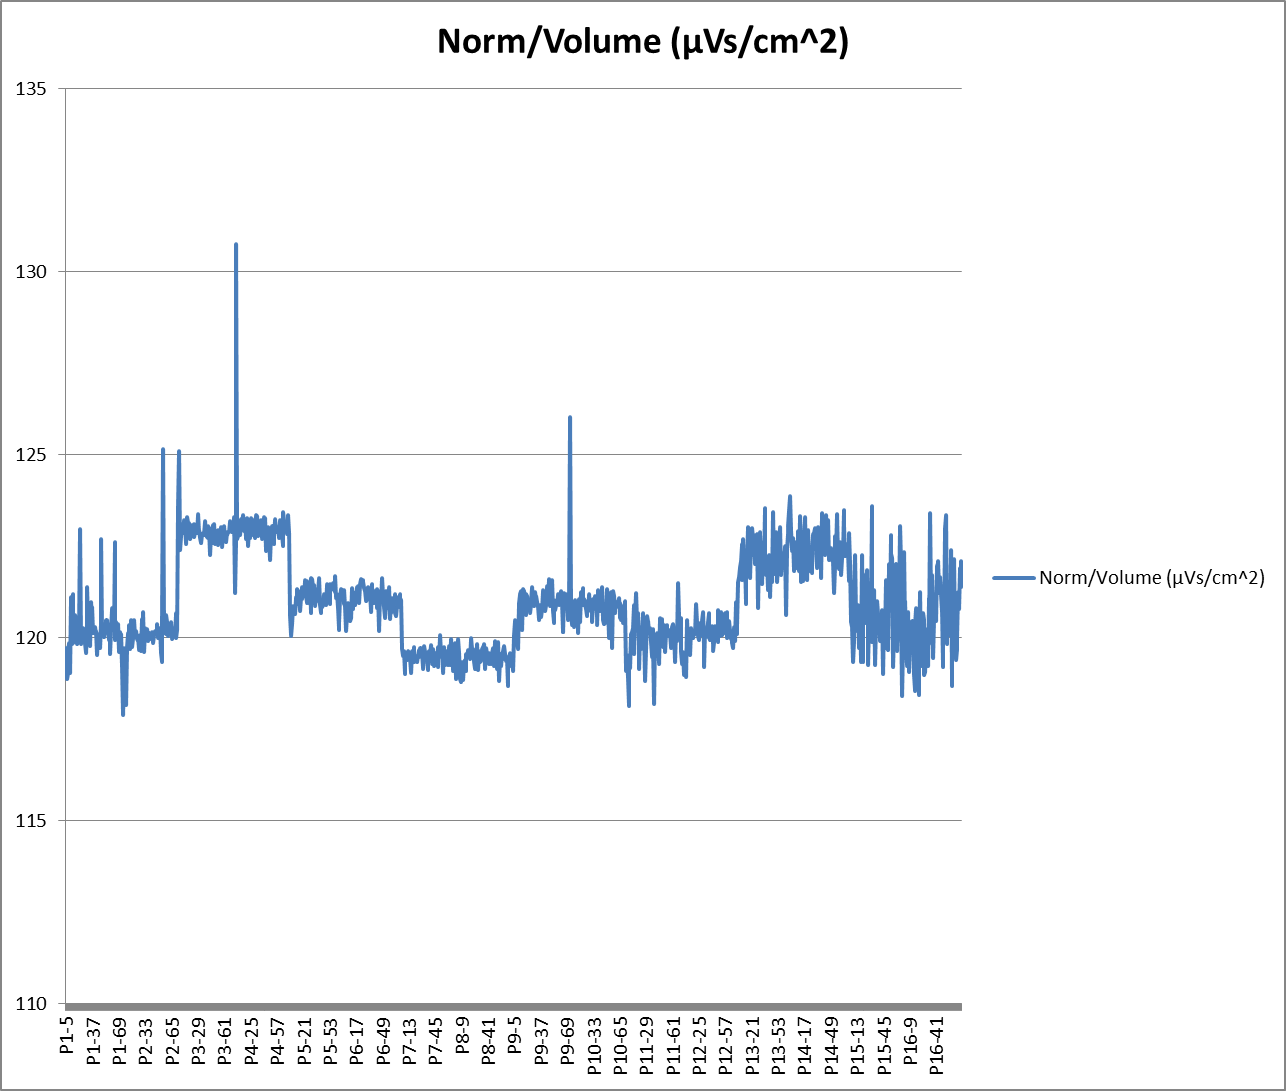 Norm/Volume (µVs/cm^2)
135
130
125
120
115
110
Norm/Volume (µVs/cm^2)
P1-5
P1-37
P1-69
P2-33
P2-65
P3-29
P3-61
P4-25
P4-57
P5-21
P5-53
P6-17
P6-49
P7-13
P7-45
P8-9
P8-41
P9-5
P9-37
P9-69
P10-33
P10-65
P11-29
P11-61
P12-25
P12-57
P13-21
P13-53
P14-17
P14-49
P15-13
P15-45
P16-9
P16-41